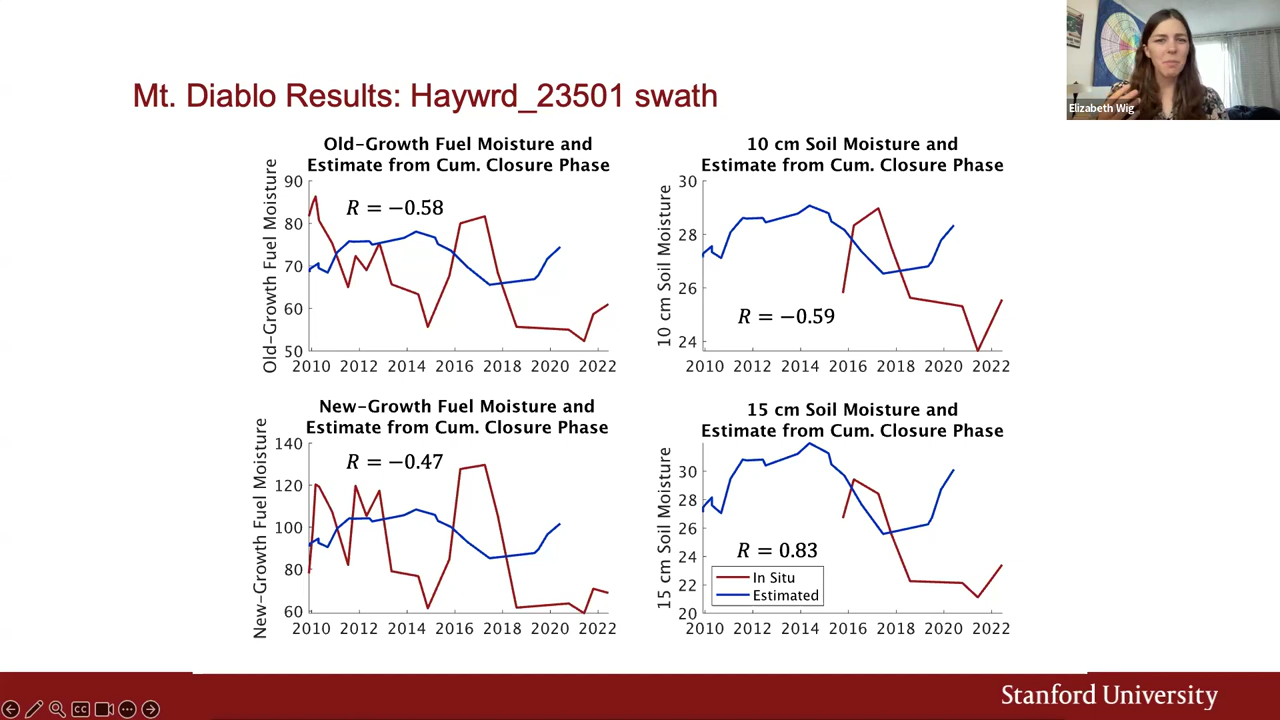 Elizabeth Wig
Mt. Diablo Results: Haywrd_23501 swath
Old-Growth Fuel Moisture and
Estimate from Cum. Closure Phase
Old-Growth Fuel Moisture
90
80
70
60
50
R = −0.58
2010 2012 2014 2016 2018 2020 2022
10 cm Soil Moisture and
Estimate from Cum. Closure Phase
10 cm Soil Moisture
30
28
26
24
R = −0.59
2010 2012 2014 2016 2018 2020 2022
New-Growth Fuel Moisture and
Estimate from Cum. Closure Phase
New-Growth Fuel Moisture
140
120
100
80
60
R = −0.47
2010 2012 2014 2016 2018 2020 2022
15 cm Soil Moisture and
Estimate from Cum. Closure Phase
15 cm Soil Moisture
30
28
26
24
22
20
R = 0.83
In Situ
Estimated
2010 2012 2014 2016 2018 2020 2022
Stanford University
CC